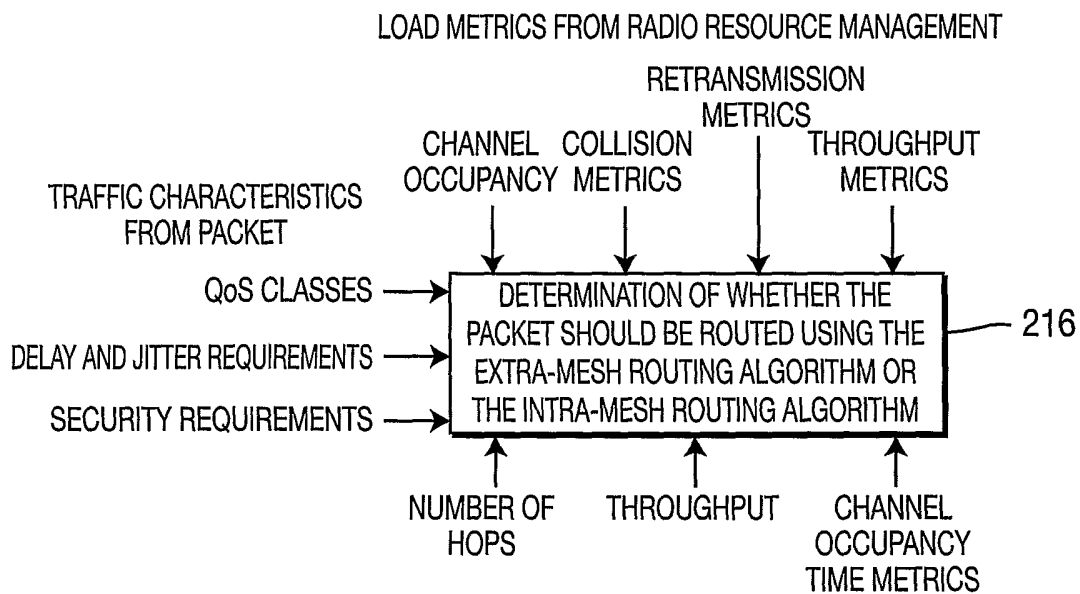 LOAD METRICS FROM RADIO RESOURCE MANAGEMENT
RETRANSMISSION
METRICS
CHANNEL
OCCUPANCY
COLLISION
METRICS
THROUGHPUT
METRICS
TRAFFIC CHARACTERISTICS
FROM PACKET
QoS CLASSES
DELAY AND JITTER REQUIREMENTS
SECURITY REQUIREMENTS
DETERMINATION OF WHETHER THE
PACKET SHOULD BE ROUTED USING THE
EXTRA-MESH ROUTING ALGORITHM OR
THE INTRA-MESH ROUTING ALGORITHM
216
NUMBER OF
HOPS
THROUGHPUT
CHANNEL
OCCUPANCY
TIME METRICS